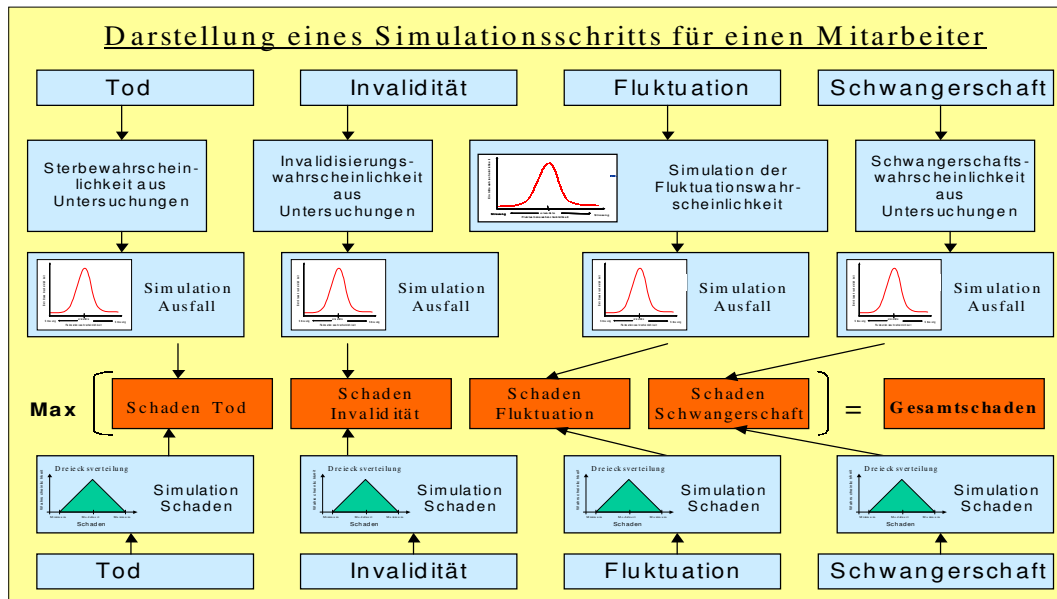 Darstellung eines Simulationsschritts für einen Mitarbeiter
Tod
Invalidität
Fluktuation
Schwangerschaft
Sterbewahrschein-
lichkeit aus
Untersuchungen
Invalidisierungs-
wahrscheinlichkeit
aus
Untersuchungen
Simulation der
Fluktuationswahr-
scheinlichkeit
Schwangerschafts-
wahrscheinlichkeit
aus
Untersuchungen
Simulation
Ausfall
Simulation
Ausfall
Simulation
Ausfall
Simulation
Ausfall
Max
Schaden Tod
Schaden
Invalidität
Schaden
Fluktuation
Schaden
Schwangerschaft
=
Gesamtschaden
Dreiecksverteilung
Schaden
Simulation
Schaden
Dreiecksverteilung
Schaden
Simulation
Schaden
Dreiecksverteilung
Schaden
Simulation
Schaden
Dreiecksverteilung
Schaden
Simulation
Schaden
Tod
Invalidität
Fluktuation
Schwangerschaft